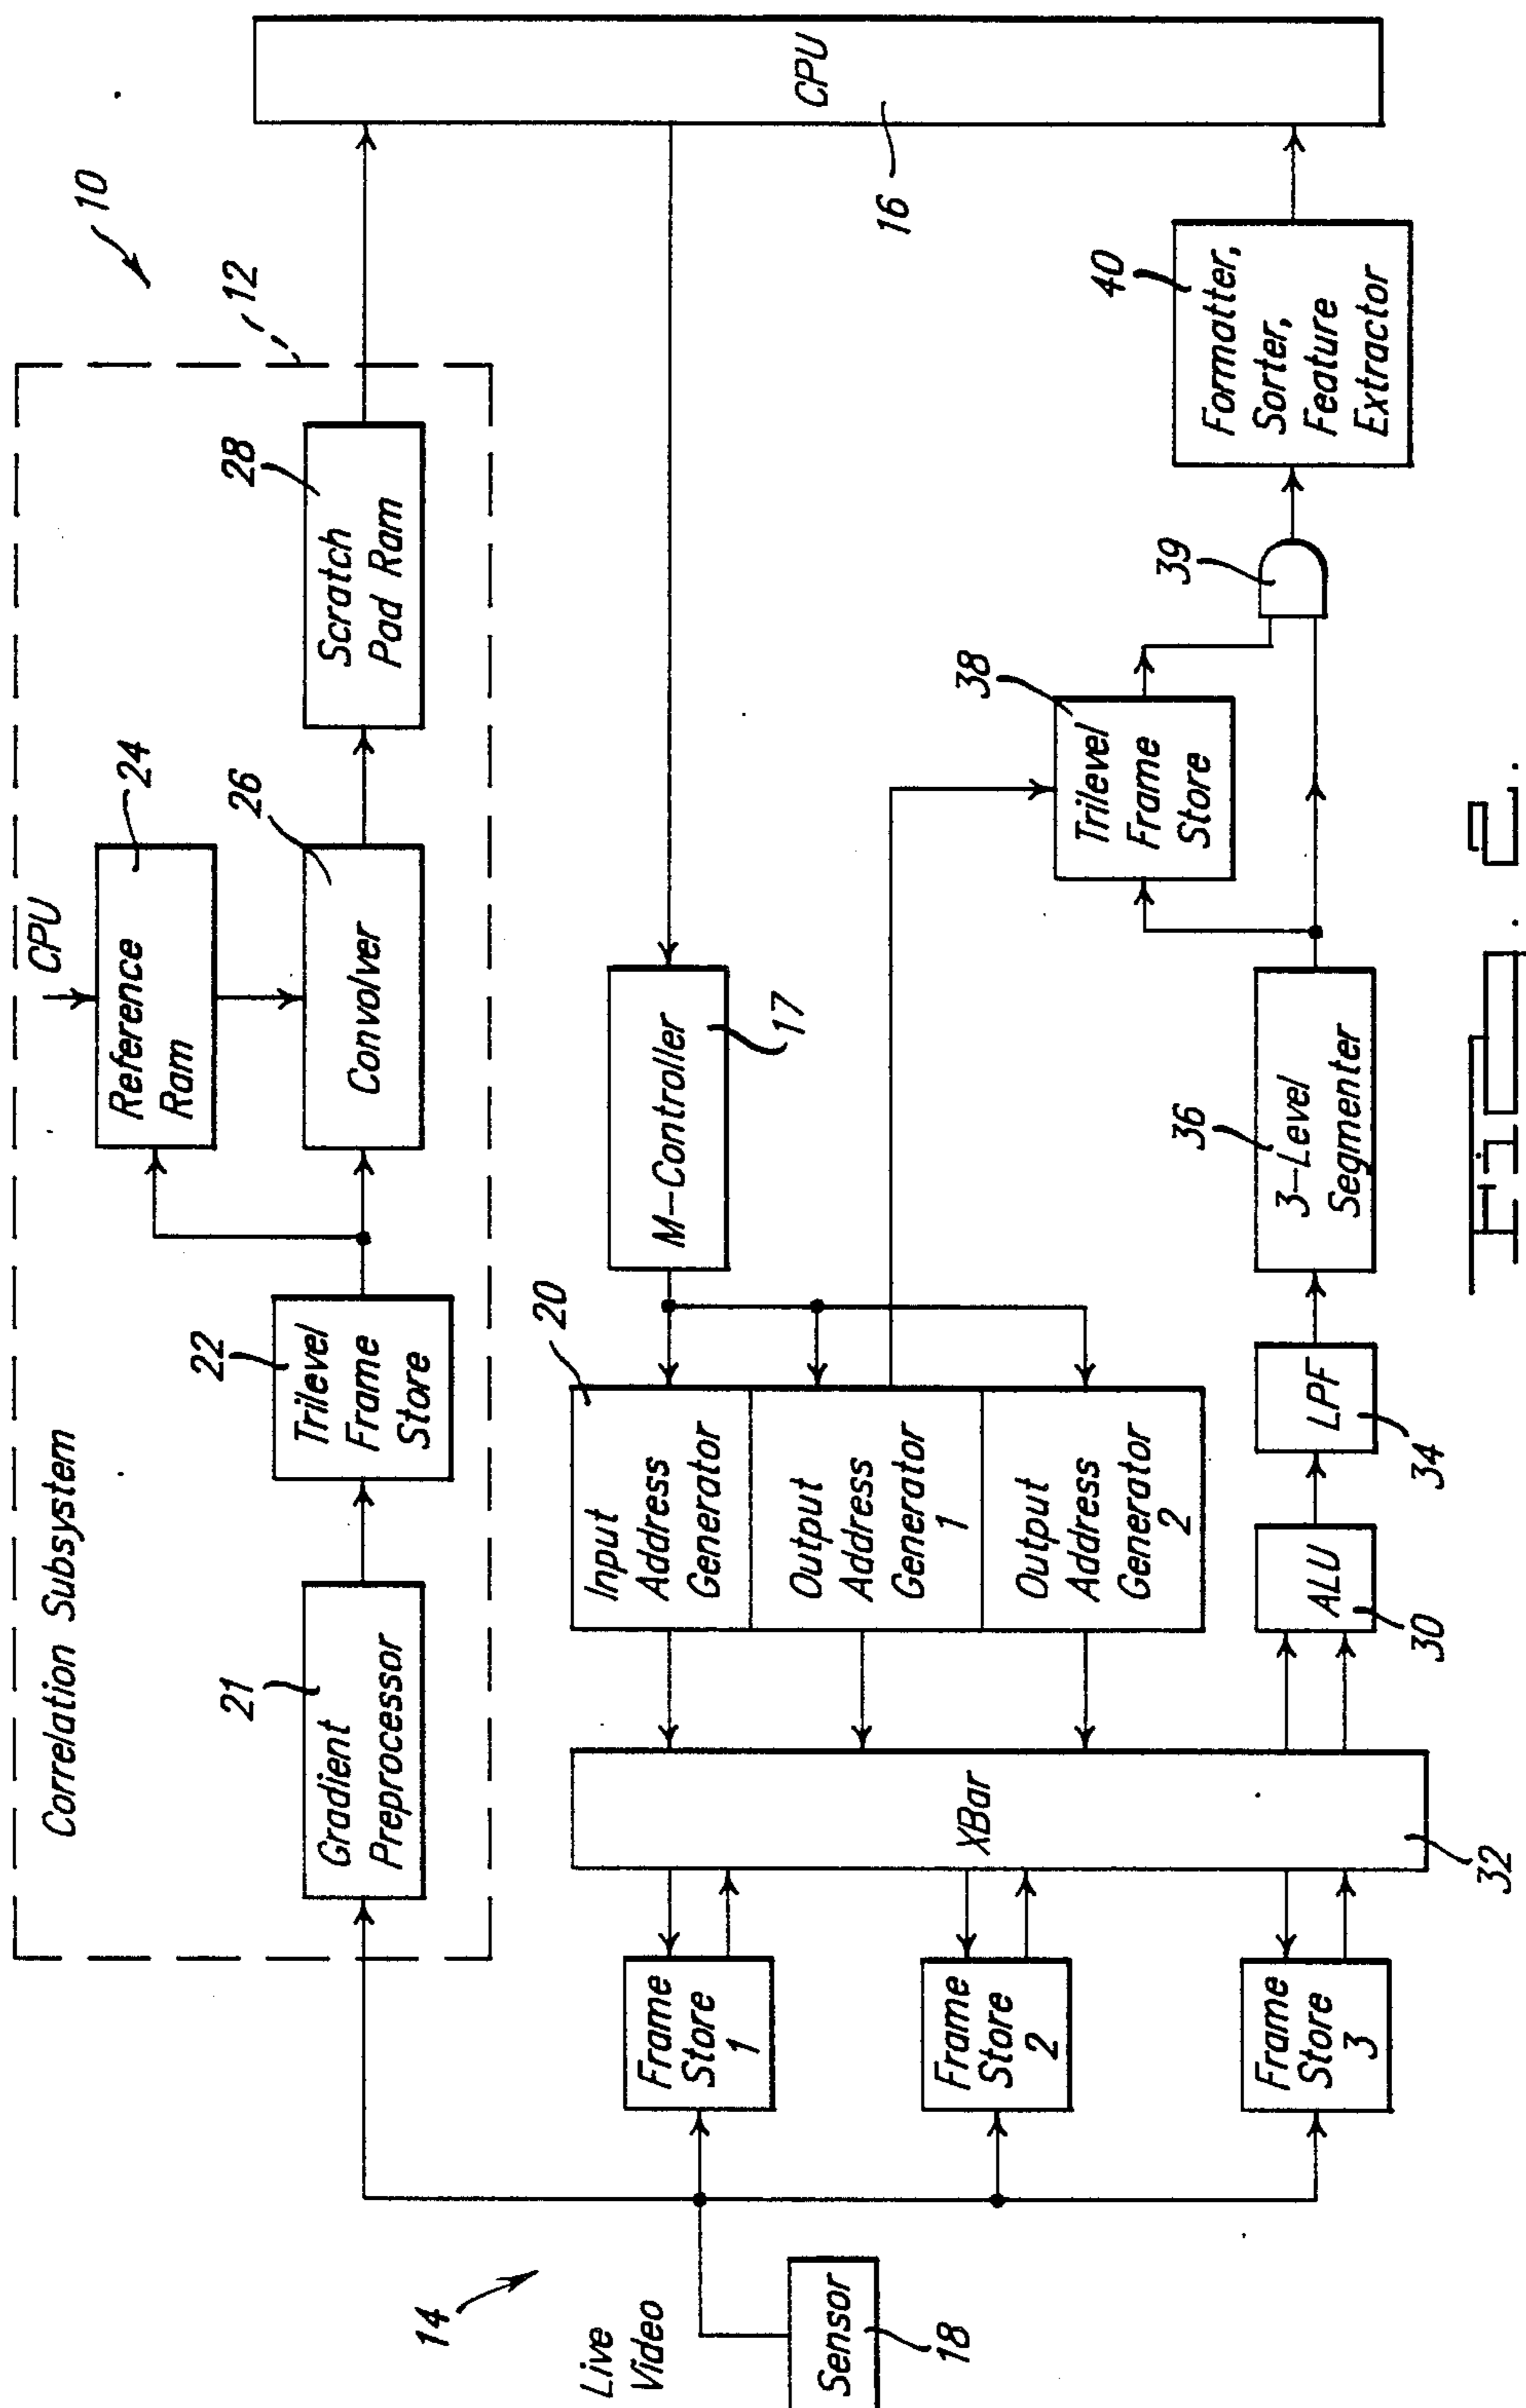 10
Correlation Subsystem
12
CPU
Reference
Ram
24
21
Gradient
Preprocessor
22
Trilevel
Frame
Store
26
Convolver
28
Scratch
Pad Ram
CPU
16
14
Live
Video
Sensor
18
Frame
Store
1
Frame
Store
2
Frame
Store
3
XBar
32
20
Input
Address
Generator
Output
Address
Generator
1
Output
Address
Generator
2
M-Controller
17
ALU
30
LPF
34
36
3-Level
Segmenter
38
Trilevel
Frame
Store
39
40
Formatter,
Sorter,
Feature
Extractor
Fig. 2.